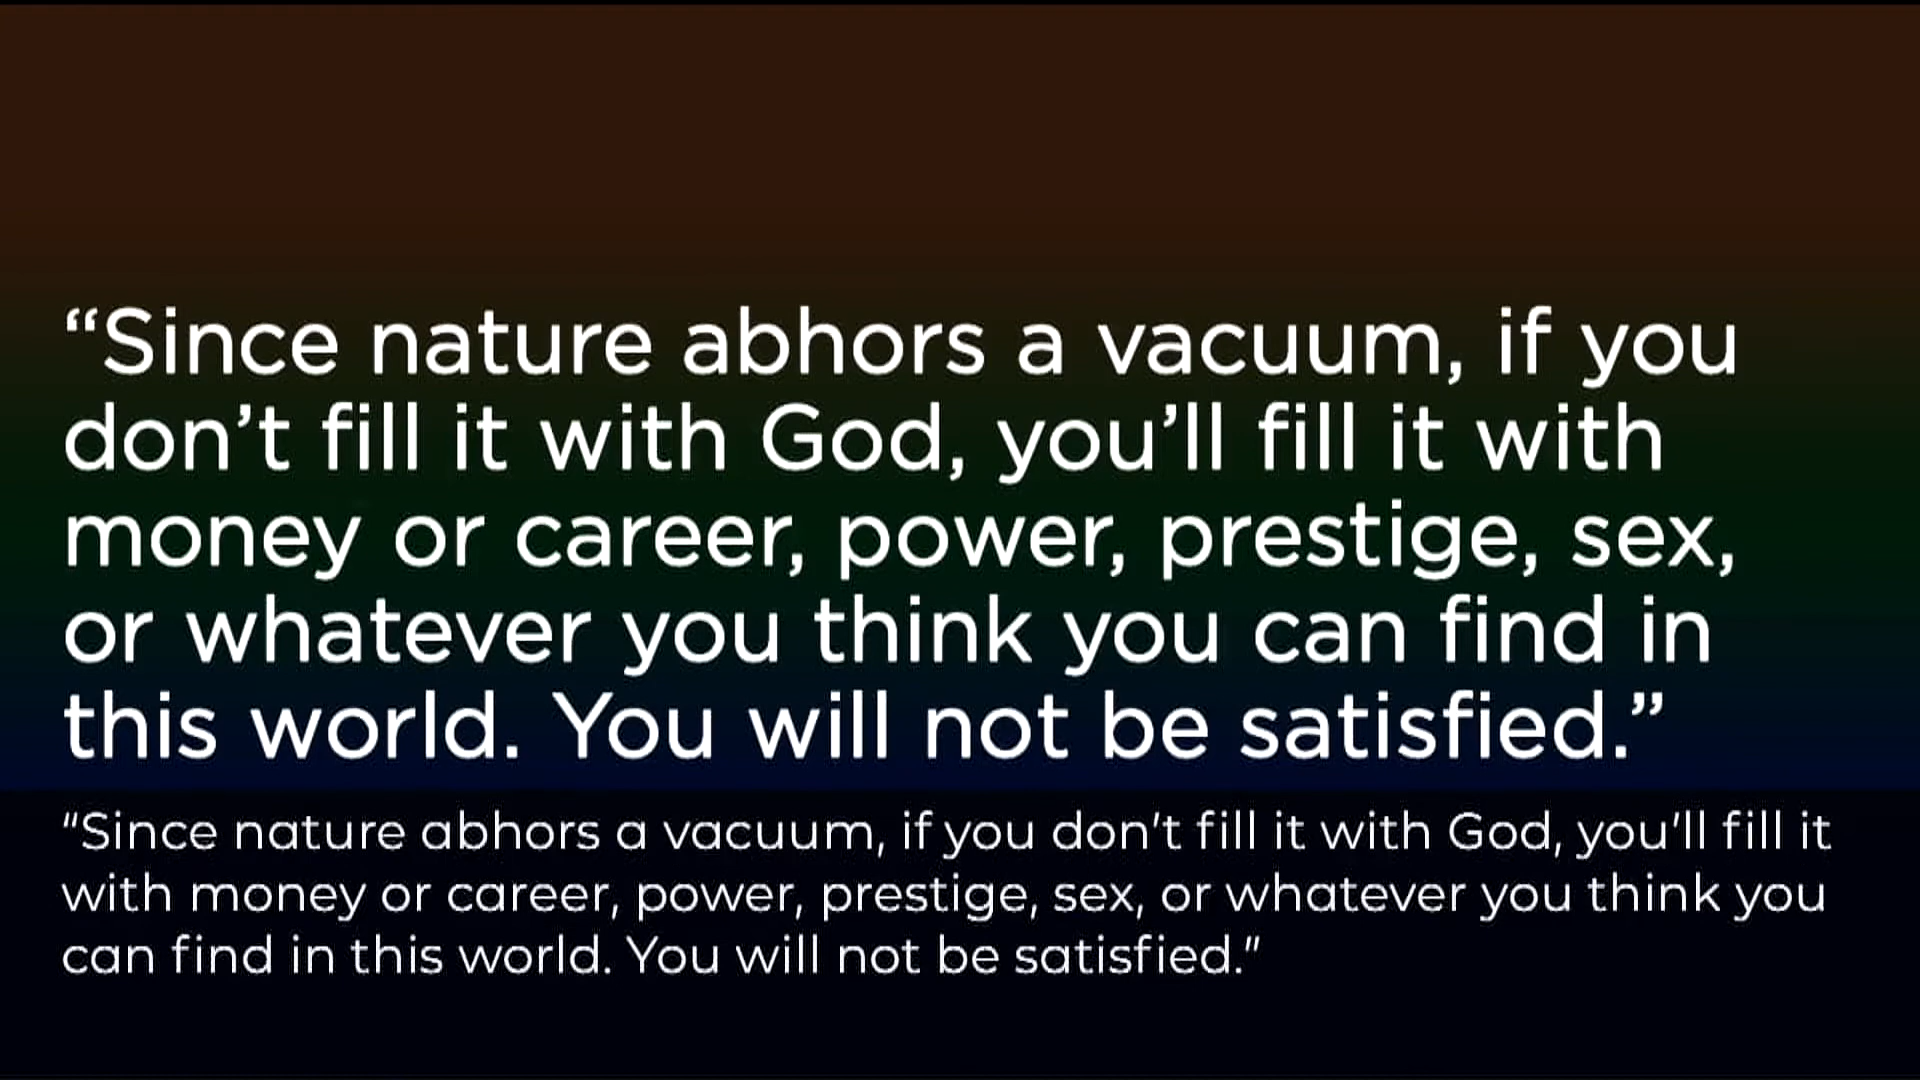 “Since nature abhors a vacuum, if you
don’t fill it with God, you’ll fill it with
money or career, power, prestige, sex,
or whatever you think you can find in
this world. You will not be satisfied.”
"Since nature abhors a vacuum, if you don't fill it with God, you'll fill it
with money or career, power, prestige, sex, or whatever you think you
can find in this world. You will not be satisfied."